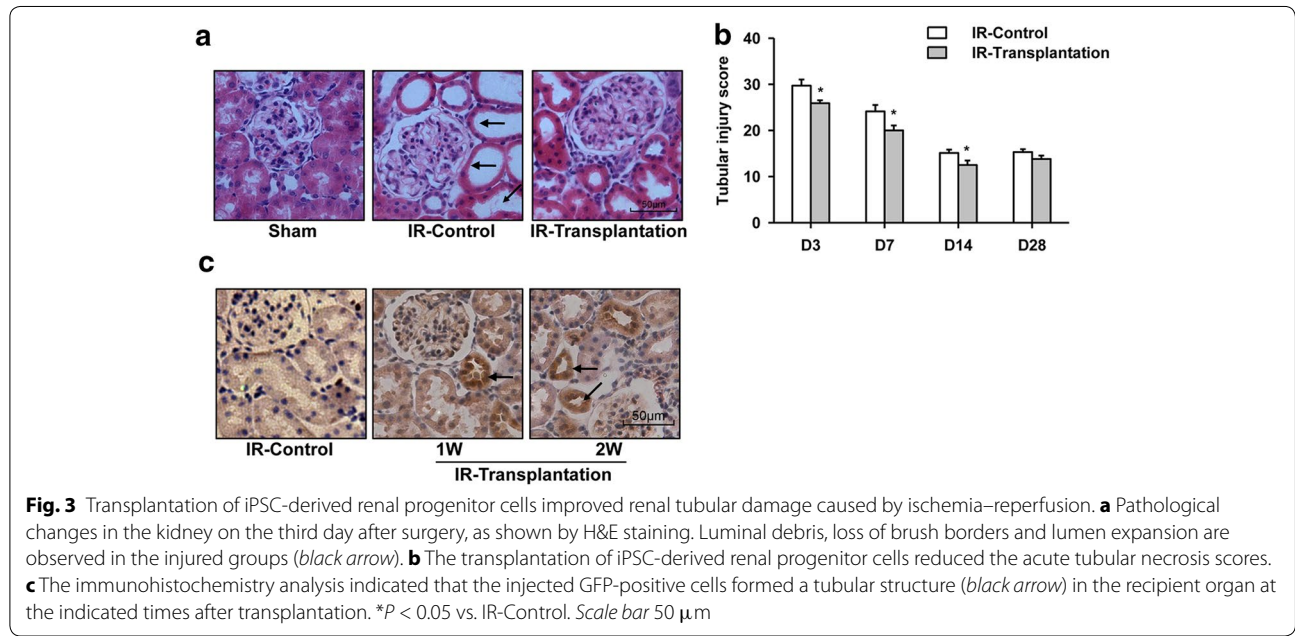 a
50μm
Sham IR-Control IR-Transplantation
b
IR-Control
IR-Transplantation
Tubular injury score
40
30
20
10
0
* * *
D3 D7 D14 D28
c
50μm
IR-Control 1W 2W
IR-Transplantation
Fig. 3 Transplantation of iPSC-derived renal progenitor cells improved renal tubular damage caused by ischemia–reperfusion. a Pathological
changes in the kidney on the third day after surgery, as shown by H&E staining. Luminal debris, loss of brush borders and lumen expansion are
observed in the injured groups (black arrow). b The transplantation of iPSC-derived renal progenitor cells reduced the acute tubular necrosis scores.
c The immunohistochemistry analysis indicated that the injected GFP-positive cells formed a tubular structure (black arrow) in the recipient organ at
the indicated times after transplantation. *P < 0.05 vs. IR-Control. Scale bar 50 μm